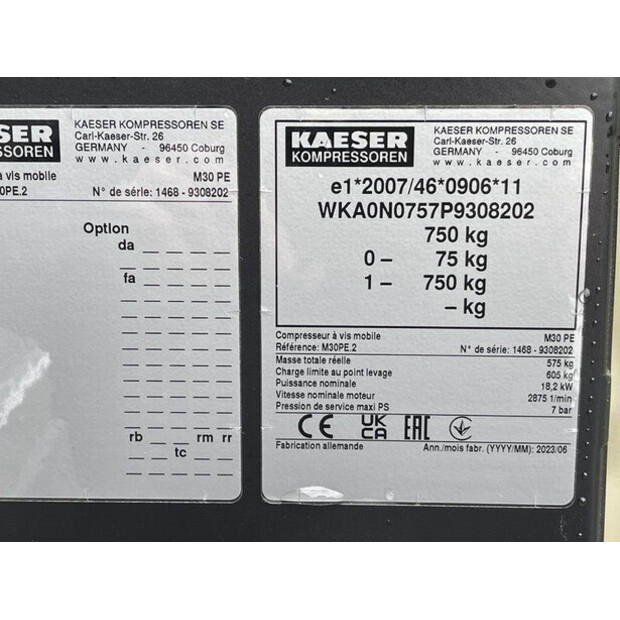 SER
SSOREN
KAESER KOMPRESSOREN SE
Carl-Kaeser-Str. 26
GERMANY - 96450 Coburg
www.kaeser.com
à vis mobile M30 PE
0PE.2 N° de série: 1468 - 9308202
Option
da
fa
rb rm rr
tc
KAESER
KOMPRESSOREN
KAESER KOMPRESSOREN SE
Carl-Kaeser-Str. 26
GERMANY - 96450 Coburg
www.kaeser.com
e1*2007/46*0906*11
WKA0N0757P9308202
750 kg
0 – 75 kg
1 – 750 kg
– kg
Compresseur à vis mobile M30 PE
Référence: M30PE.2 N° de série: 1468 - 9308202
Masse totale réelle 575 kg
Charge limite au point levage 605 kg
Puissance nominale 18,2 kW
Vitesse nominale moteur 2875 1/min
Pression de service maxi PS 7 bar
CE UK CA EAC
Fabrication allemande Ann./mois fabr. (YYYY/MM): 2023/06